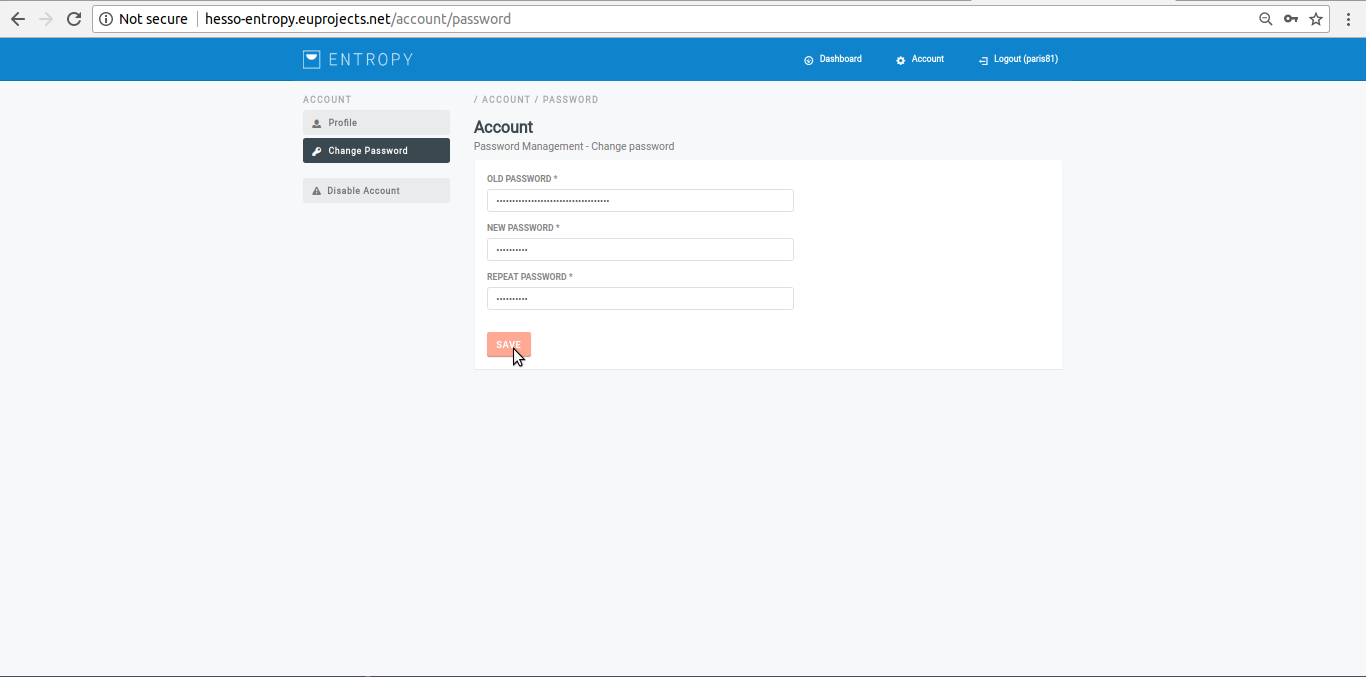 Not secure hesso-entropy.euprojects.net/account/password
ENTROPY
Dashboard
Account
Logout (paris81)
ACCOUNT
Profile
Change Password
Disable Account
/ ACCOUNT / PASSWORD
Account
Password Management - Change password
OLD PASSWORD *
NEW PASSWORD *
REPEAT PASSWORD *
SAVE